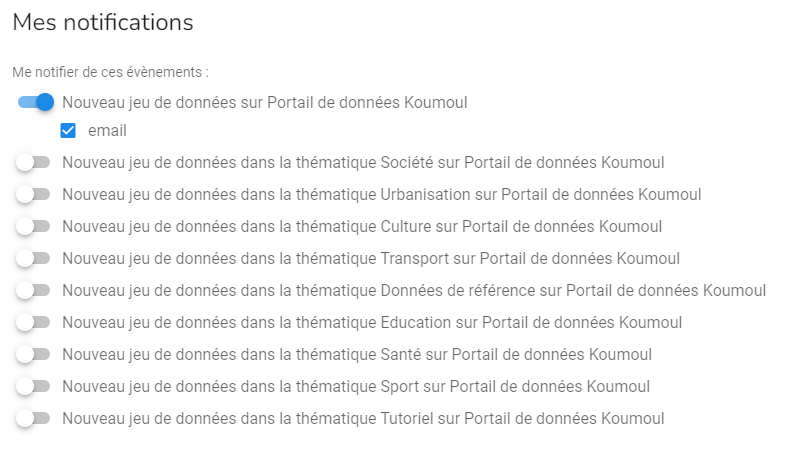 Mes notifications
Me notifier de ces évènements :
Nouveau jeu de données sur Portail de données Koumoul
email
Nouveau jeu de données dans la thématique Société sur Portail de données Koumoul
Nouveau jeu de données dans la thématique Urbanisation sur Portail de données Koumoul
Nouveau jeu de données dans la thématique Culture sur Portail de données Koumoul
Nouveau jeu de données dans la thématique Transport sur Portail de données Koumoul
Nouveau jeu de données dans la thématique Données de référence sur Portail de données Koumoul
Nouveau jeu de données dans la thématique Education sur Portail de données Koumoul
Nouveau jeu de données dans la thématique Santé sur Portail de données Koumoul
Nouveau jeu de données dans la thématique Sport sur Portail de données Koumoul
Nouveau jeu de données dans la thématique Tutoriel sur Portail de données Koumoul